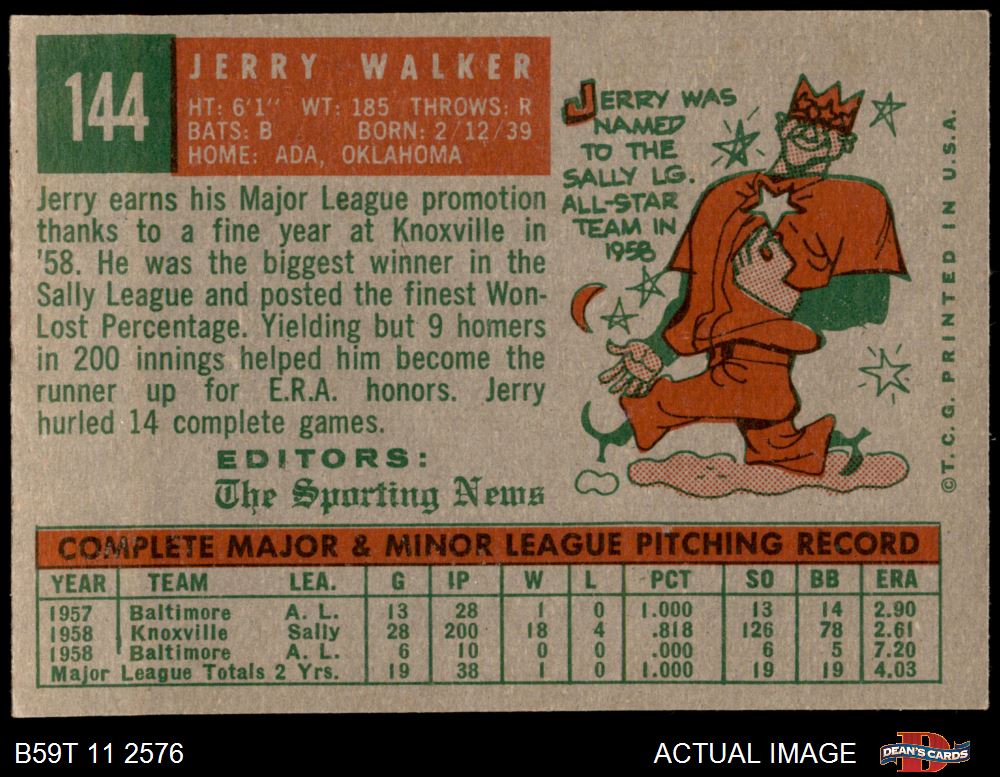 144
JERRY WALKER
HT: 6'1" WT: 185 THROWS: R
BATS: B BORN: 2/12/39
HOME: ADA, OKLAHOMA
Jerry earns his Major League promotion
thanks to a fine year at Knoxville in
'58. He was the biggest winner in the
Sally League and posted the finest Won-
Lost Percentage. Yielding but 9 homers
in 200 innings helped him become the
runner up for E.R.A. honors. Jerry
hurled 14 complete games.
EDITORS:
The Sporting News
JERRY WAS
NAMED
TO THE
SALLY LG.
ALL-STAR
TEAM IN
1958
©T.C.G. PRINTED IN U.S.A.
COMPLETE MAJOR & MINOR LEAGUE PITCHING RECORD
YEAR TEAM LEA. G IP W L PCT SO BB ERA
1957 Baltimore A. L. 13 28 1 0 1.000 13 14 2.90
1958 Knoxville Sally 28 200 18 4 .818 126 78 2.61
1958 Baltimore A. L. 6 10 0 0 .000 6 5 7.20
Major League Totals 2 Yrs. 19 38 1 0 1.000 19 19 4.03
B59T 11 2576
ACTUAL IMAGE
DEAN'S CARDS